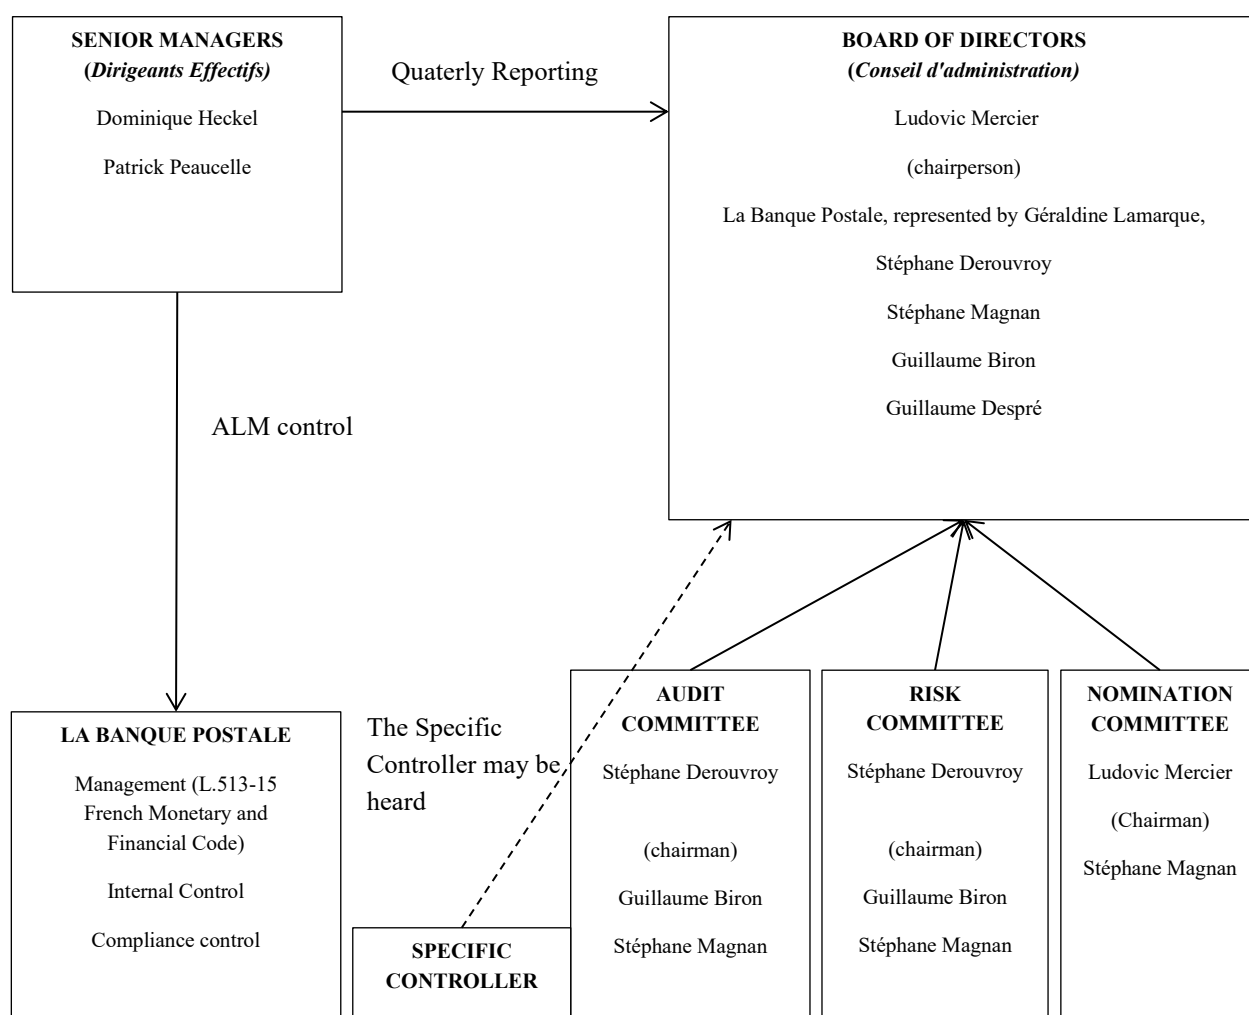 SENIOR MANAGERS
(Dirigeants Effectifs)
Dominique Heckel
Patrick Peaucelle
Quaterly Reporting
BOARD OF DIRECTORS
(Conseil d'administration)
Ludovic Mercier
(chairperson)
La Banque Postale, represented by Géraldine Lamarque,
Stéphane Derouvroy
Stéphane Magnan
Guillaume Biron
Guillaume Despré
ALM control
LA BANQUE POSTALE
Management (L.513-15
French Monetary and
Financial Code)
Internal Control
Compliance control
The Specific
Controller may be
heard
SPECIFIC
CONTROLLER
AUDIT
COMMITTEE
Stéphane Derouvroy
(chairman)
Guillaume Biron
Stéphane Magnan
RISK
COMMITTEE
Stéphane Derouvroy
(chairman)
Guillaume Biron
Stéphane Magnan
NOMINATION
COMMITTEE
Ludovic Mercier
(Chairman)
Stéphane Magnan